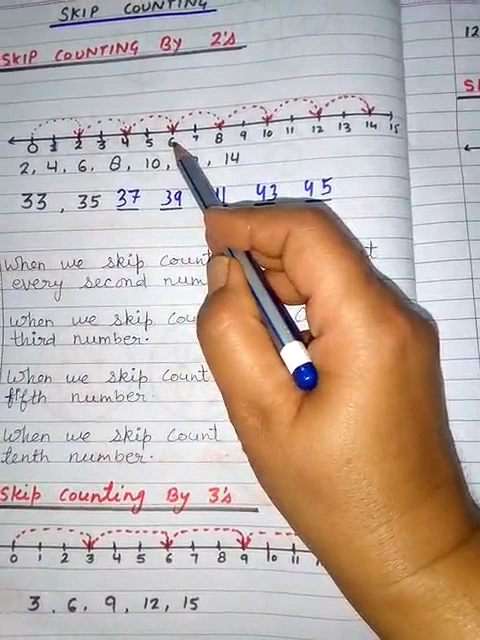 SKIP COUNTING
SKIP COUNTING BY 2's
0 1 2 3 4 5 6 7 8 9 10 11 12 13 14 15
2, 4, 6, 8, 10, , 14
33, 35 37 39 43 45
When we skip count
every second num
When we skip cou
third number.
When we skip count
fifth number.
When we skip count
tenth number.
Skip counting By 3's
0 1 2 3 4 5 6 7 8 9 10 11
3, 6, 9, 12, 15
12